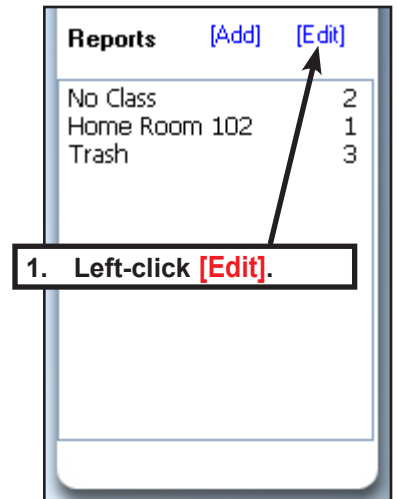 Reports [Add] [Edit]
No Class 2
Home Room 102 1
Trash 3
1. Left-click [Edit].